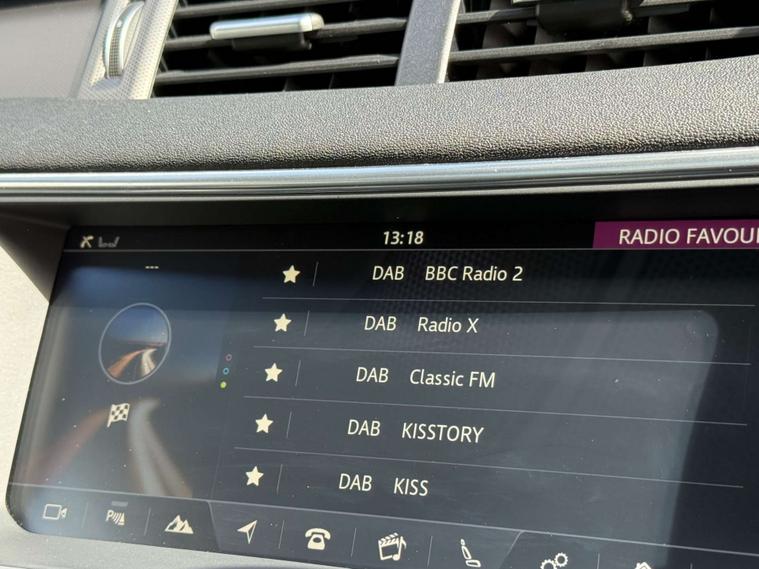 13:18
RADIO FAVOU
DAB BBC Radio 2
DAB Radio X
DAB Classic FM
DAB KISSTORY
DAB KISS
P